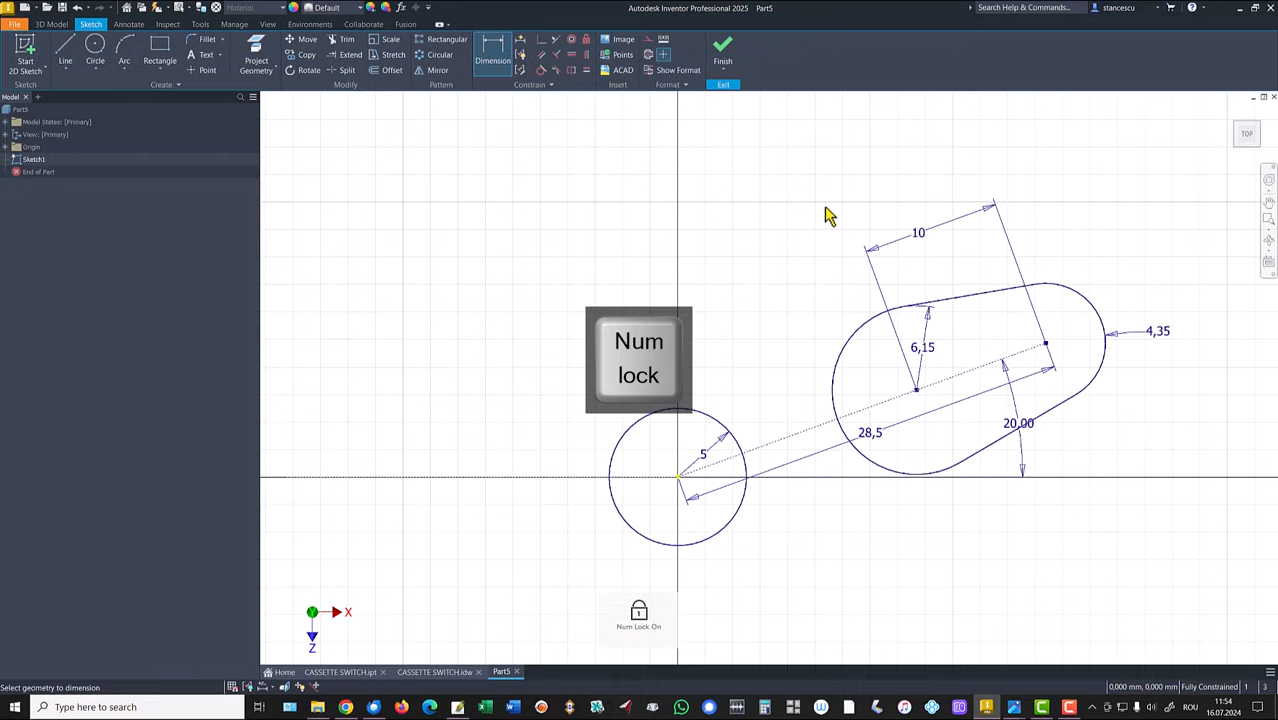 Material
Default
Autodesk Inventor Professional 2025 Part5
Search Help & Commands...
stancescu
File
3D Model
Sketch
Annotate
Inspect
Tools
Manage
View
Environments
Collaborate
Fusion
Start
2D Sketch
Line
Circle
Arc
Rectangle
Fillet
Text
Point
Project
Geometry
Move
Copy
Rotate
Trim
Extend
Split
Scale
Stretch
Offset
Rectangular
Circular
Mirror
Dimension
Image
Points
ACAD
Show Format
Finish
Sketch
Create
Modify
Pattern
Constrain
Insert
Format
Exit
Model
Part5
Model States: [Primary]
View: [Primary]
Origin
Sketch1
End of Part
TOP
10
6,15
4,35
20,00
28,5
5
Num
lock
1
Num Lock On
X
Y
Z
Home
CASSETTE SWITCH.ipt
CASSETTE SWITCH.idw
Part5
Select geometry to dimension
0,000 mm, 0,000 mm
Fully Constrained
1
3
Type here to search
ROU
11:54
16.07.2024